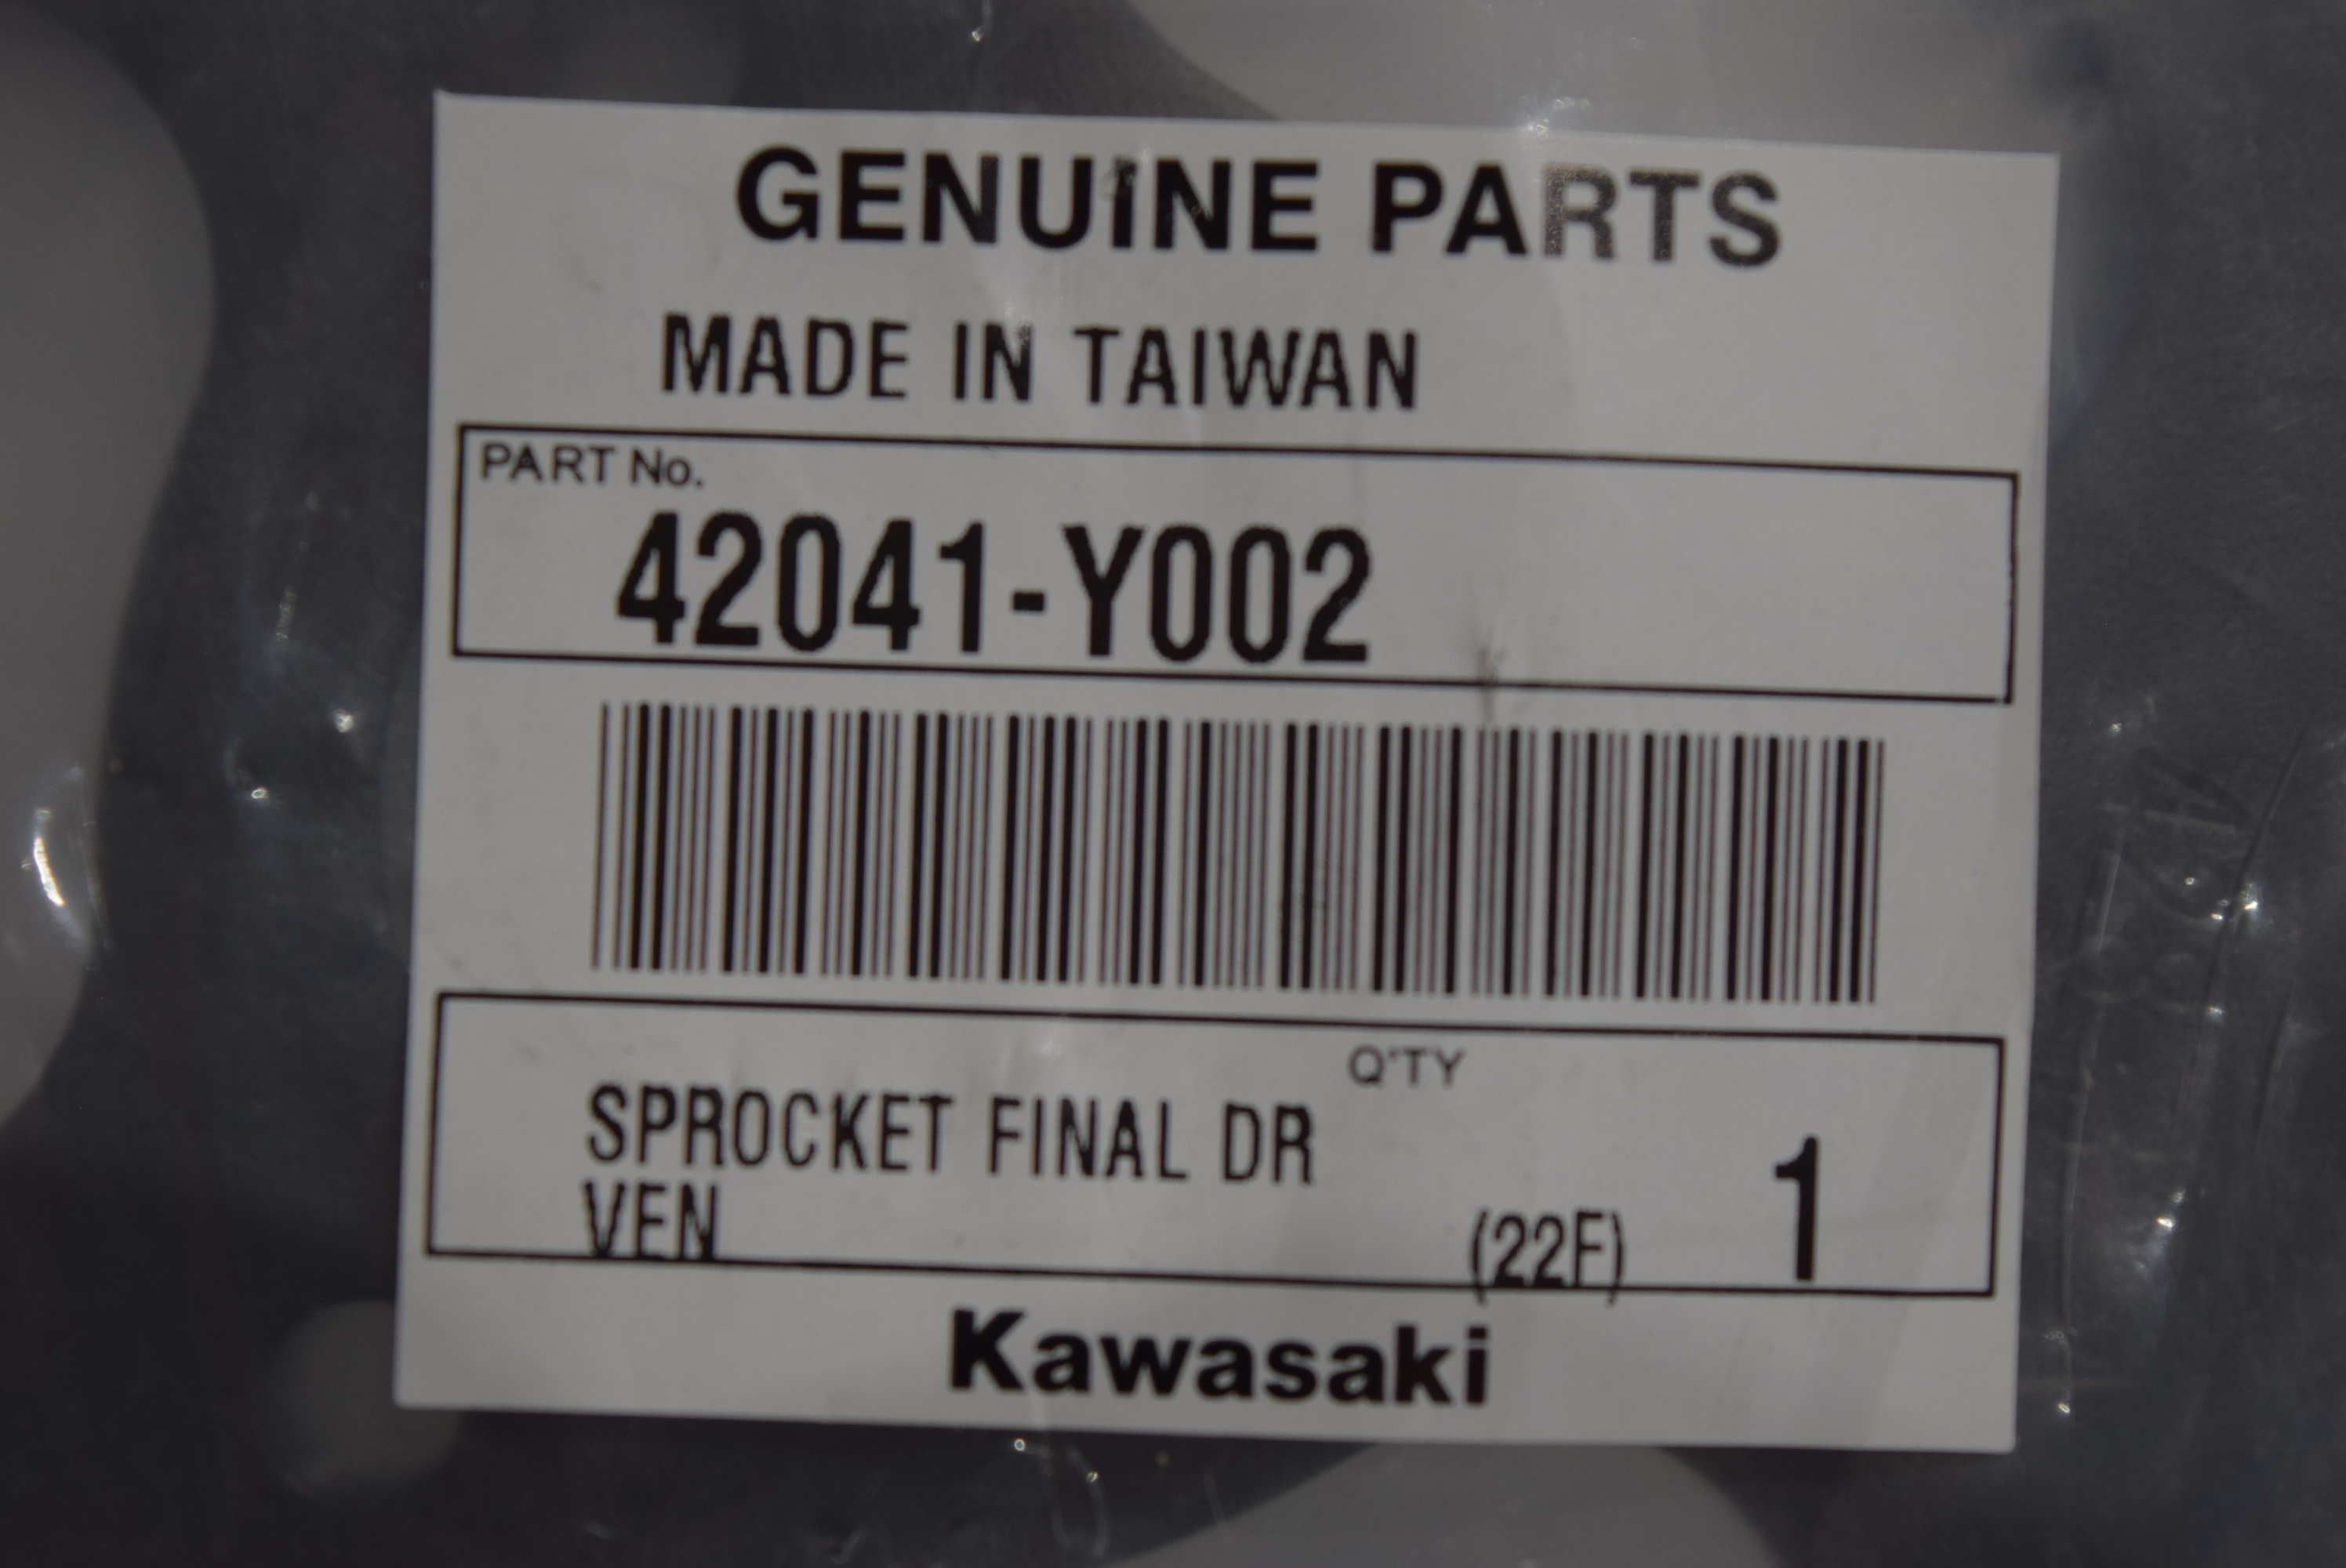 GENUINE PARTS
MADE IN TAIWAN
PART No.
42041-Y002
Q'TY
SPROCKET FINAL DR
VEN
(22F) 1
Kawasaki